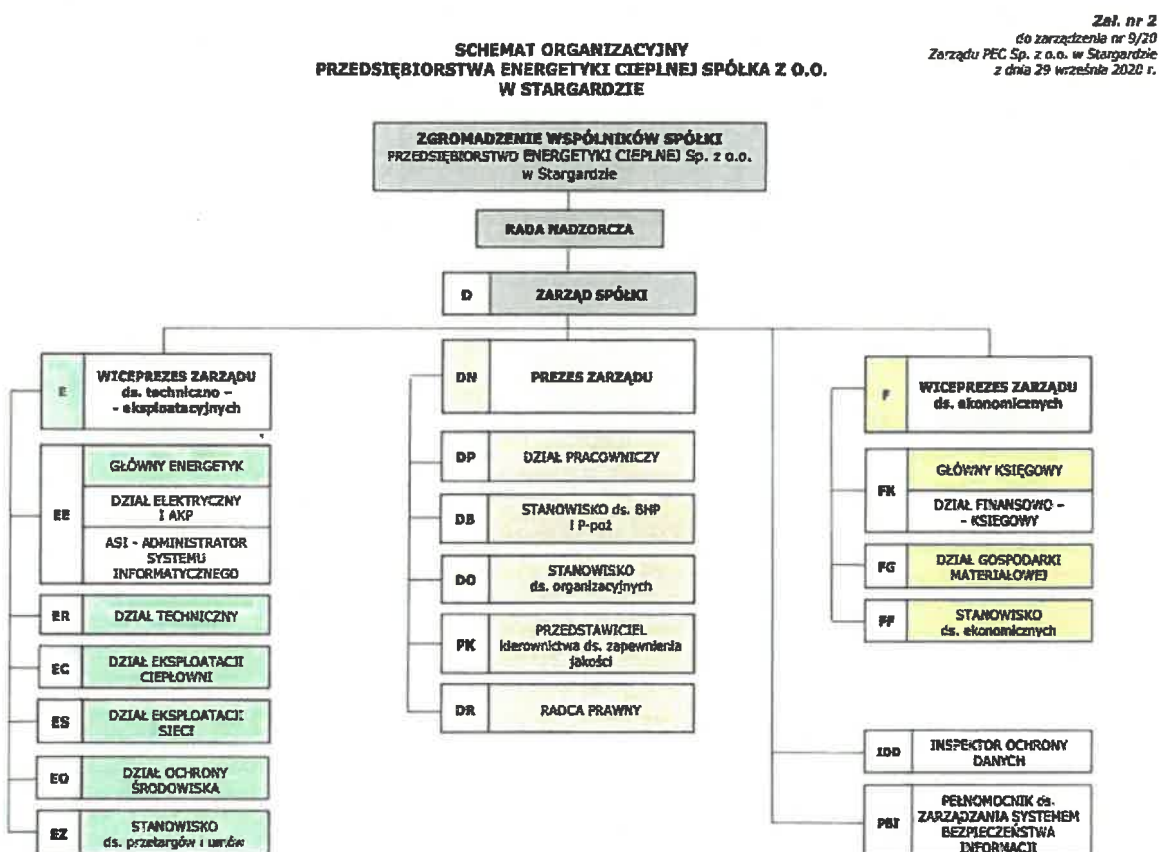 Zał. nr 2
do zarządzenia nr 9/20
Zarządu PEC Sp. z o.o. w Stargardzie
z dnia 29 września 2020 r.
SCHEMAT ORGANIZACYJNY
PRZEDSIĘBIORSTWA ENERGETYKI CIEPLNEJ SPÓŁKA Z O.O.
W STARGARDZIE
ZGROMADZENIE WSPÓLNIKÓW SPÓŁKI
PRZEDSIĘBIORSTWO ENERGETYKI CIEPLNEJ Sp. z o.o.
w Stargardzie
RADA NADZORCZA
D
ZARZĄD SPÓŁKI
E
WICEPREZES ZARZĄDU
ds. techniczno –
- eksploatacyjnych
EE
GŁÓWNY ENERGETYK
DZIAŁ ELEKTRYCZNY
I AKP
ASI - ADMINISTRATOR
SYSTEMU
INFORMATYCZNEGO
ER
DZIAŁ TECHNICZNY
EC
DZIAŁ EKSPLOATACJI
CIEPŁOWNI
ES
DZIAŁ EKSPLOATACJI
SIECI
EO
DZIAŁ OCHRONY
ŚRODOWISKA
EZ
STANOWISKO
ds. przetargów i umów
DN
PREZES ZARZĄDU
DP
DZIAŁ PRACOWNICZY
DB
STANOWISKO ds. BHP
i P-poż
DO
STANOWISKO
ds. organizacyjnych
PK
PRZEDSTAWICIEL
kierownictwa ds. zapewnienia
jakości
DR
RADCA PRAWNY
F
WICEPREZES ZARZĄDU
ds. ekonomicznych
FK
GŁÓWNY KSIĘGOWY
DZIAŁ FINANSOWO –
- KSIĘGOWY
FG
DZIAŁ GOSPODARKI
MATERIAŁOWEJ
FF
STANOWISKO
ds. ekonomicznych
IOD
INSPEKTOR OCHRONY
DANYCH
PBI
PEŁNOMOCNIK ds.
ZARZĄDZANIA SYSTEMEM
BEZPIECZEŃSTWA
INFORMACJI